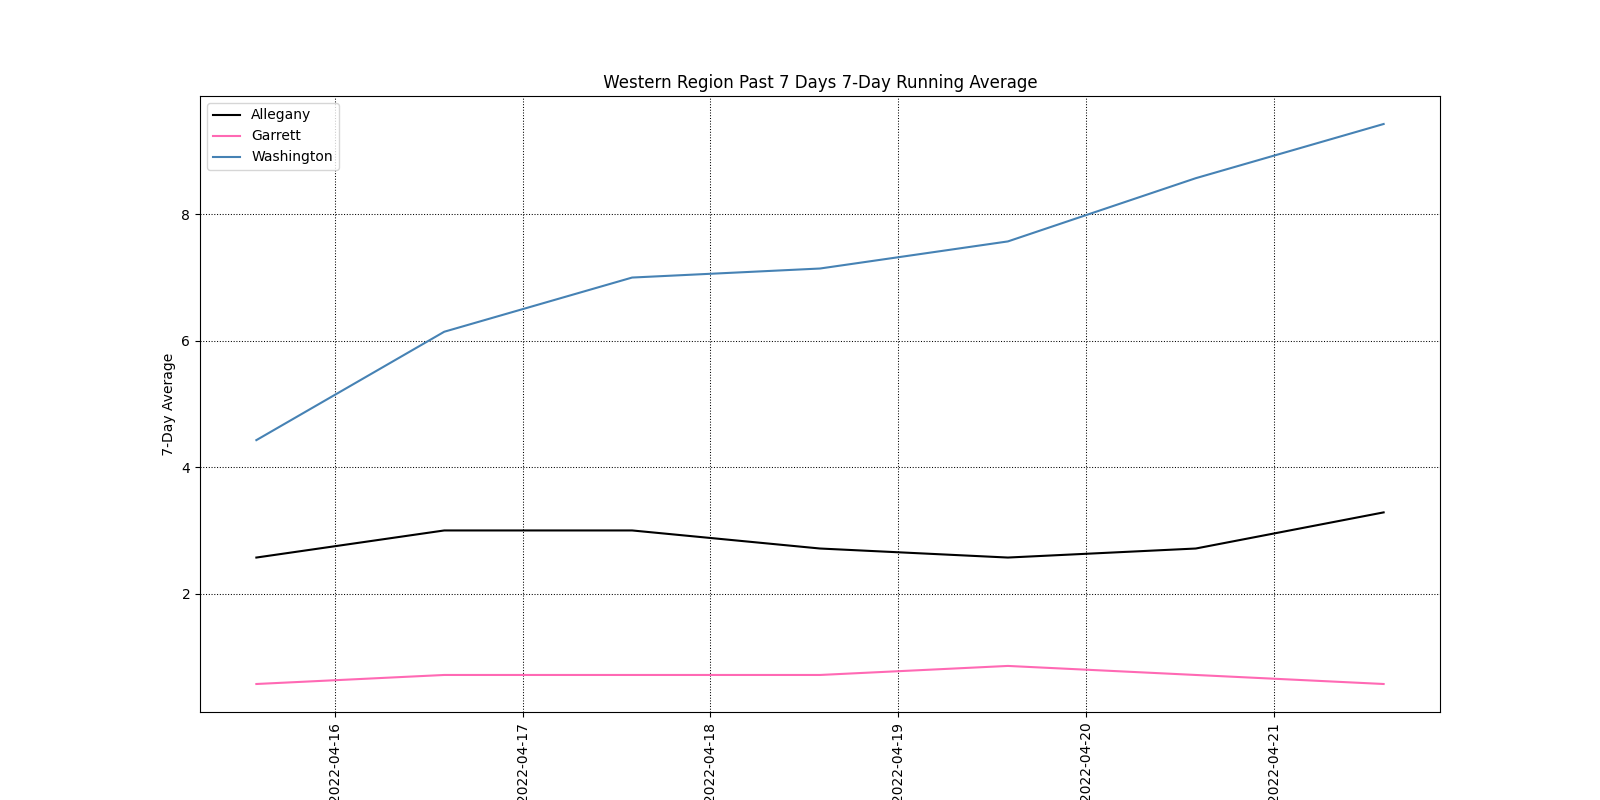 Western Region Past 7 Days 7-Day Running Average
Allegany
Garrett
Washington
7-Day Average
8
6
4
2
2022-04-16
2022-04-17
2022-04-18
2022-04-19
2022-04-20
2022-04-21